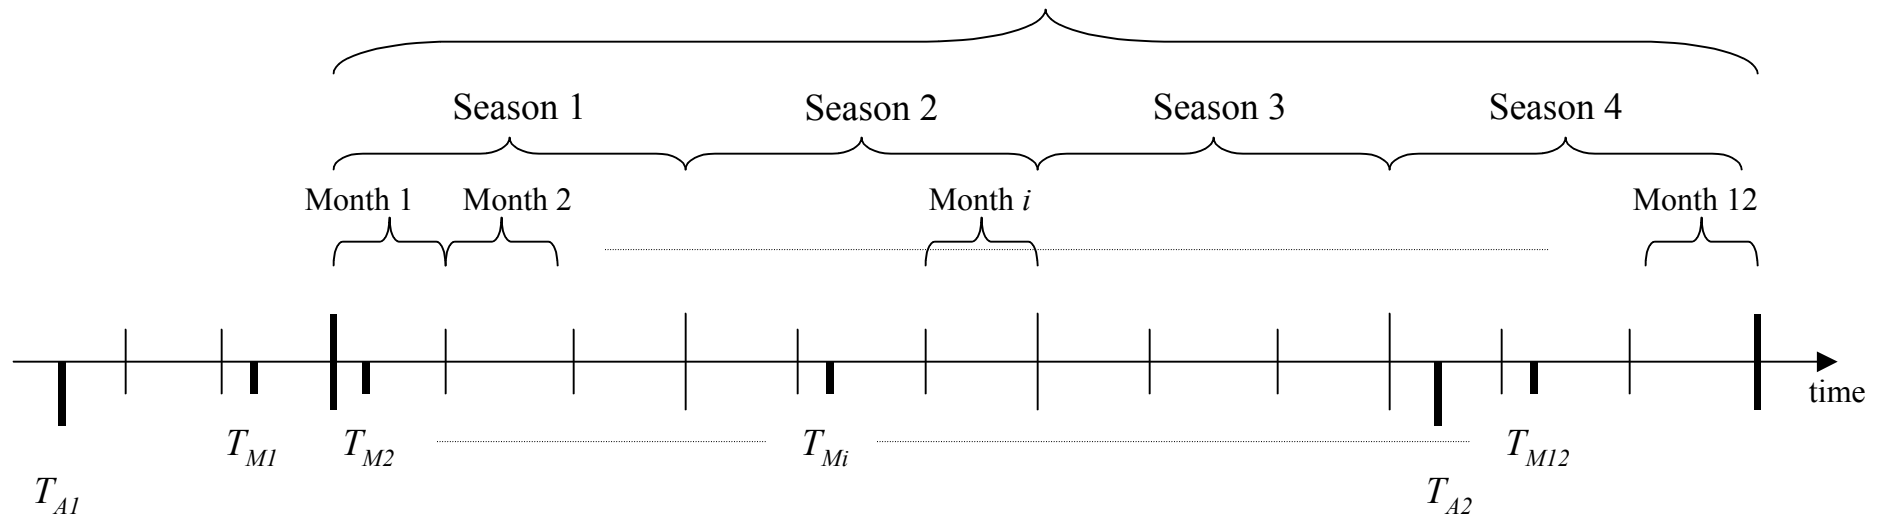 Season 1 Season 2 Season 3 Season 4
Month 1 Month 2 Month i Month 12
time
T_M1 T_M2 T_Mi T_M12
T_A1 T_A2